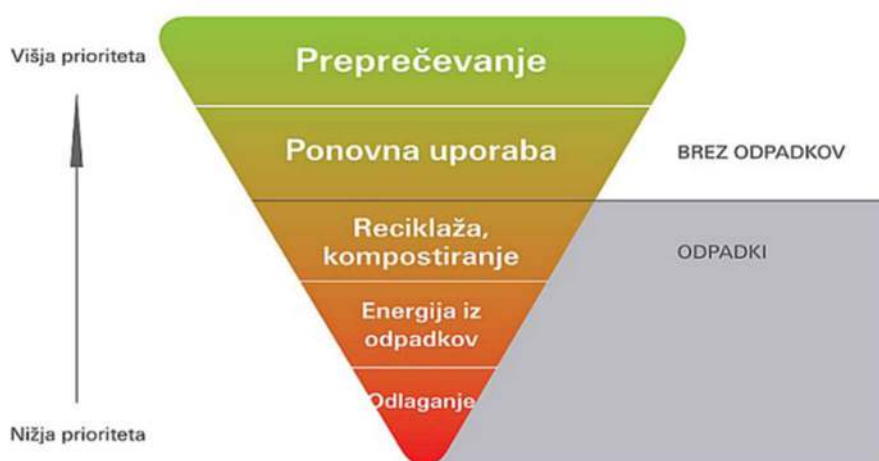 Višja prioriteta
Preprečevanje
Ponovna uporaba
BREZ ODPADKOV
Reciklaža,
kompostiranje
ODPADKI
Energija iz
odpadkov
Odlaganje
Nižja prioriteta